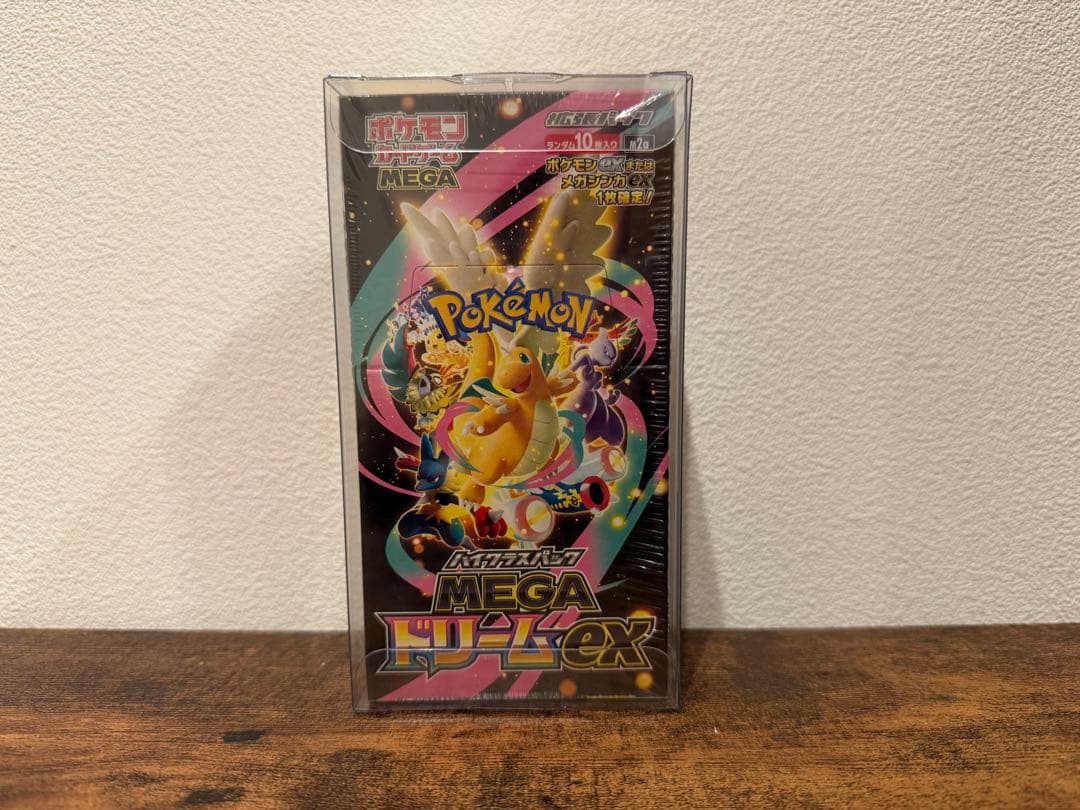 ポケモン
カードゲーム
MEGA
拡張パック
ランダム10枚入り M2a
ポケモンexまたは
メガシンカex
1枚確定!
POKéMON
ハイクラスパック
MEGA
ドリームex